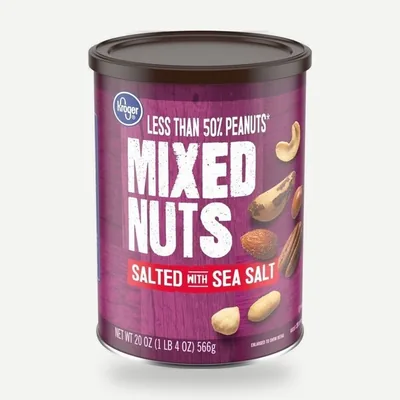 Kroger
LESS THAN 50% PEANUTS*
MIXED
NUTS
SALTED WITH SEA SALT
NET WT 20 OZ (1 LB 4 OZ) 566g